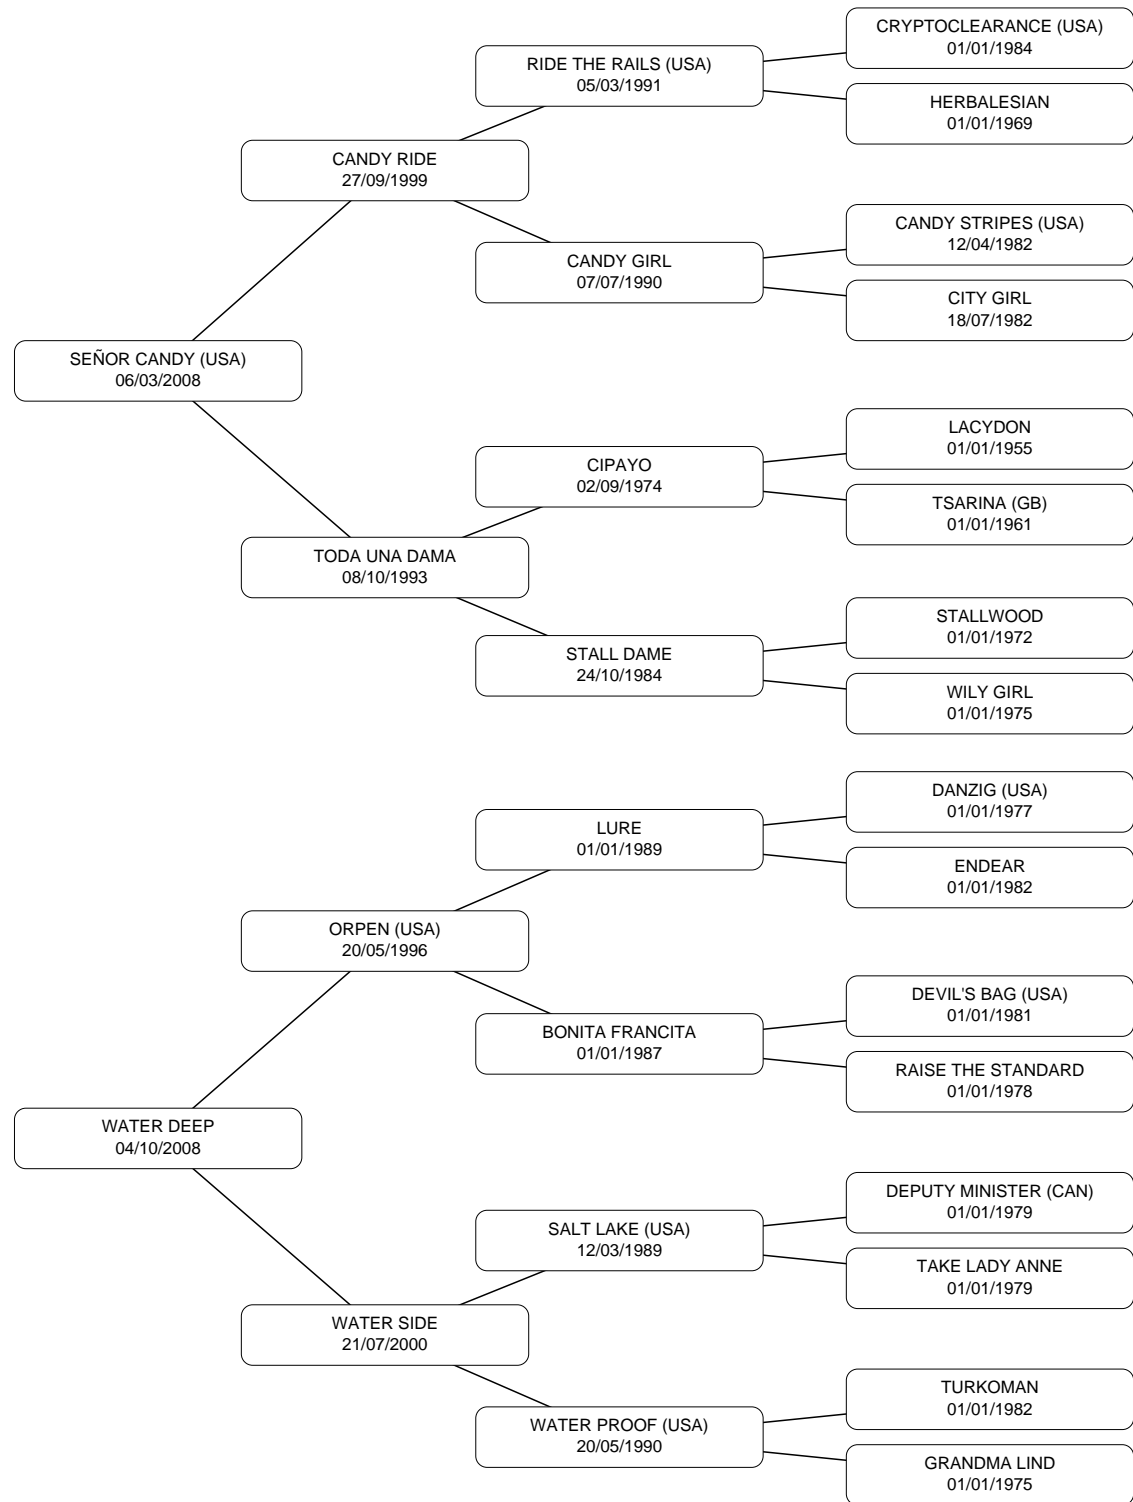 CRYPTOCLEARANCE (USA)
01/01/1984
RIDE THE RAILS (USA)
05/03/1991
HERBALESIAN
01/01/1969
CANDY RIDE
27/09/1999
CANDY STRIPES (USA)
12/04/1982
CANDY GIRL
07/07/1990
CITY GIRL
18/07/1982
SEÑOR CANDY (USA)
06/03/2008
LACYDON
01/01/1955
CIPAYO
02/09/1974
TSARINA (GB)
01/01/1961
TODA UNA DAMA
08/10/1993
STALLWOOD
01/01/1972
STALL DAME
24/10/1984
WILY GIRL
01/01/1975
DANZIG (USA)
01/01/1977
LURE
01/01/1989
ENDEAR
01/01/1982
ORPEN (USA)
20/05/1996
DEVIL'S BAG (USA)
01/01/1981
BONITA FRANCITA
01/01/1987
RAISE THE STANDARD
01/01/1978
WATER DEEP
04/10/2008
DEPUTY MINISTER (CAN)
01/01/1979
SALT LAKE (USA)
12/03/1989
TAKE LADY ANNE
01/01/1979
WATER SIDE
21/07/2000
TURKOMAN
01/01/1982
WATER PROOF (USA)
20/05/1990
GRANDMA LIND
01/01/1975